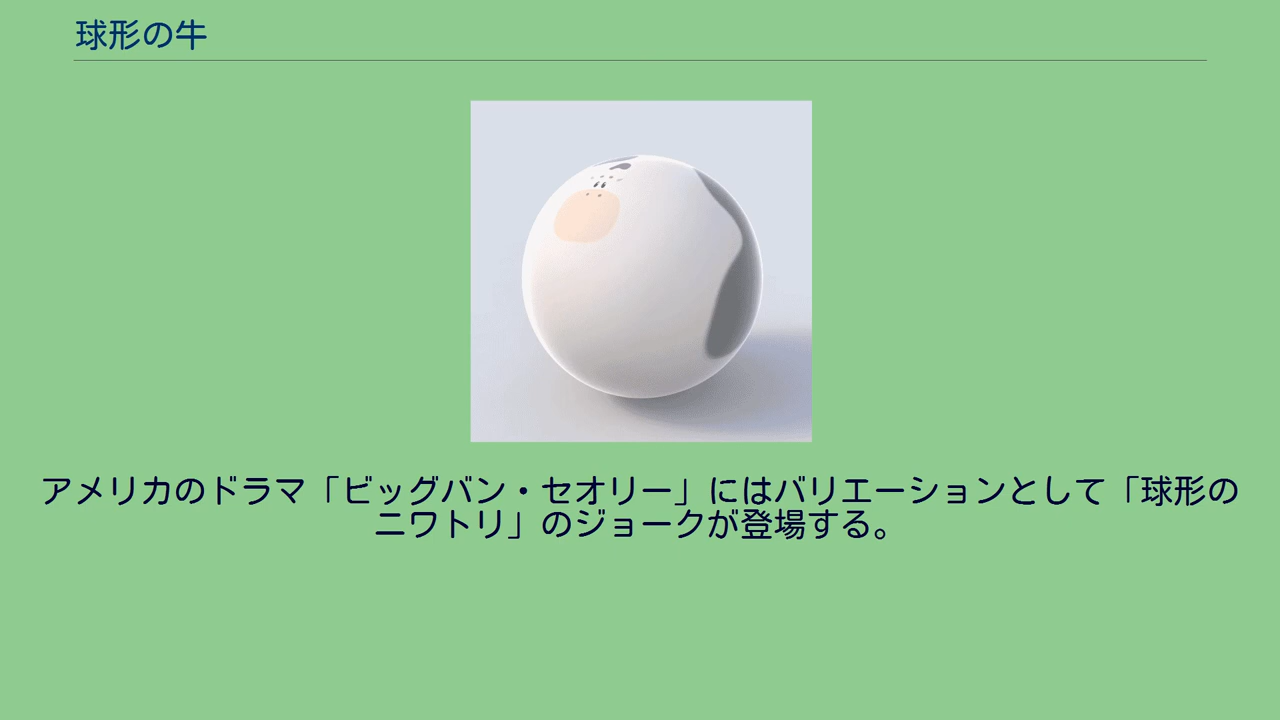 球形の牛
アメリカのドラマ「ビッグバン・セオリー」にはバリエーションとして「球形の
ニワトリ」のジョークが登場する。